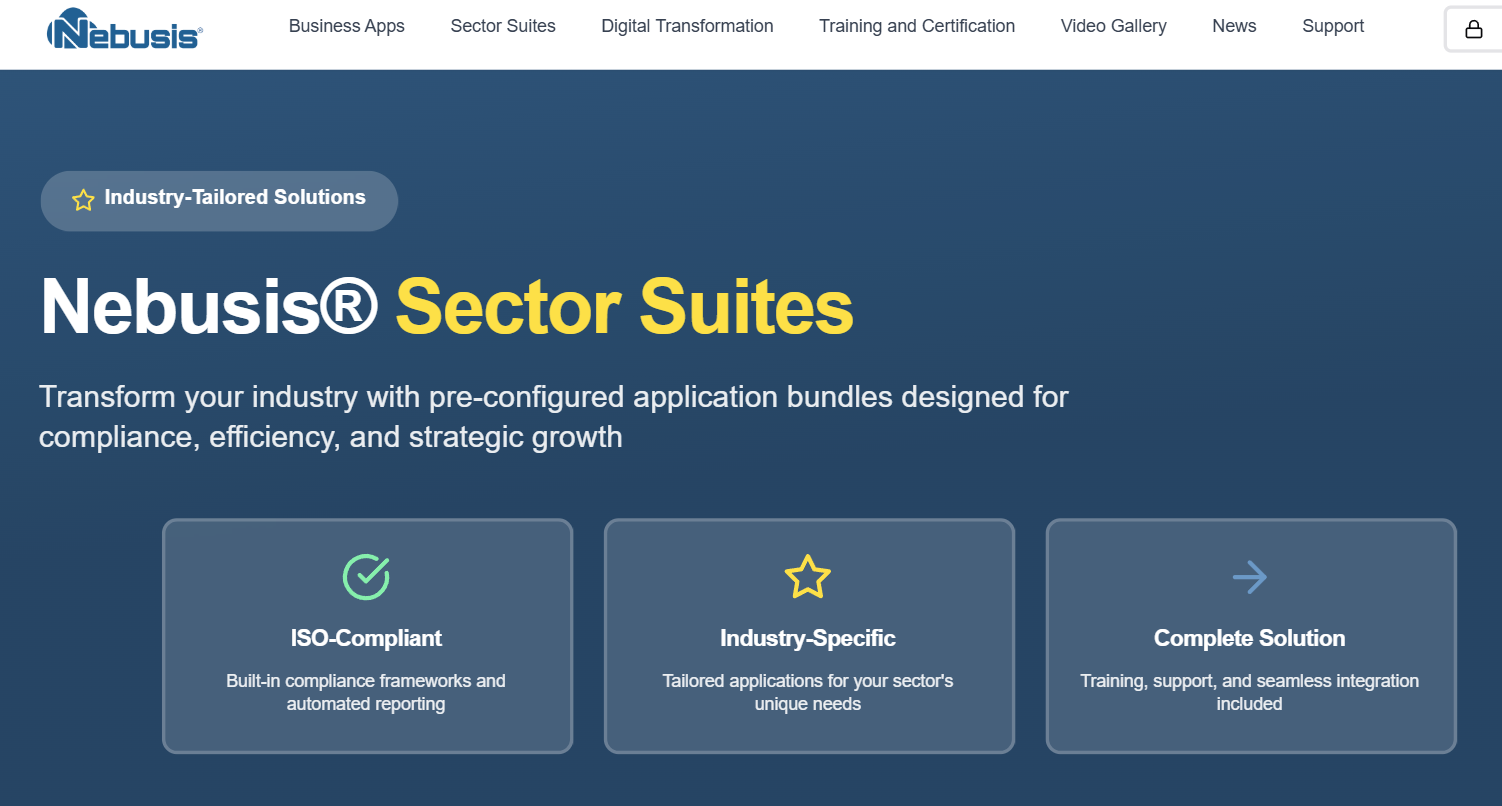 Nebusis®
Business Apps
Sector Suites
Digital Transformation
Training and Certification
Video Gallery
News
Support
Industry-Tailored Solutions
Nebusis® Sector Suites
Transform your industry with pre-configured application bundles designed for
compliance, efficiency, and strategic growth
ISO-Compliant
Built-in compliance frameworks and
automated reporting
Industry-Specific
Tailored applications for your sector's
unique needs
Complete Solution
Training, support, and seamless integration
included